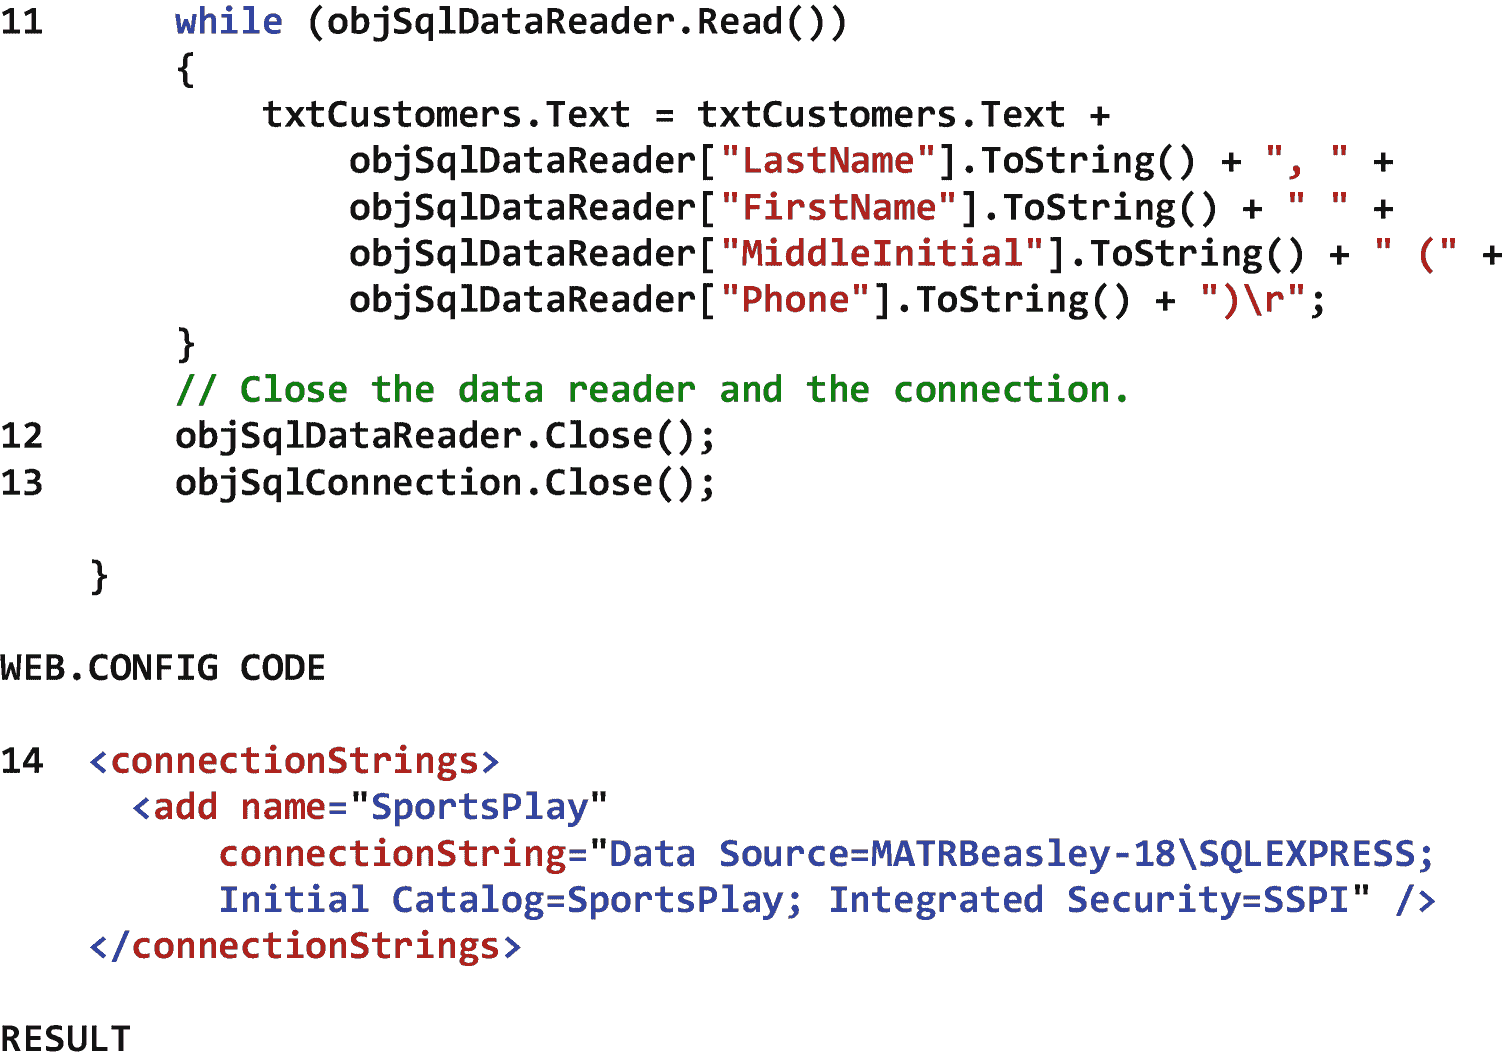 11 while (objSqlDataReader.Read())
{
txtCustomers.Text = txtCustomers.Text +
objSqlDataReader["LastName"].ToString() + ", " +
objSqlDataReader["FirstName"].ToString() + " " +
objSqlDataReader["MiddleInitial"].ToString() + " (" +
objSqlDataReader["Phone"].ToString() + ")\r";
}
// Close the data reader and the connection.
12 objSqlDataReader.Close();
13 objSqlConnection.Close();
}
WEB.CONFIG CODE
14 <connectionStrings>
<add name="SportsPlay"
connectionString="Data Source=MATRBeasley-18\SQLEXPRESS;
Initial Catalog=SportsPlay; Integrated Security=SSPI" />
</connectionStrings>
RESULT